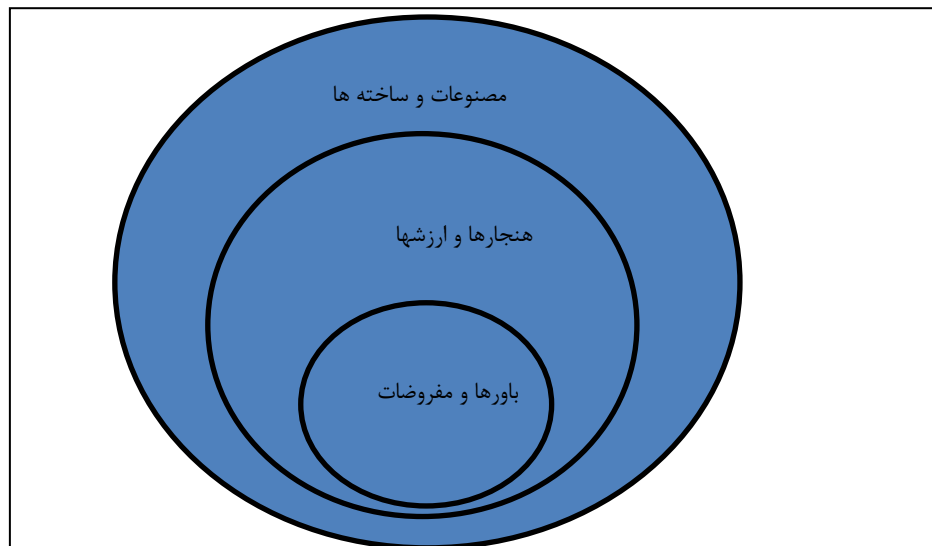 مصنوعات و ساخته ها
هنجارها و ارزشها
باورها و مفروضات